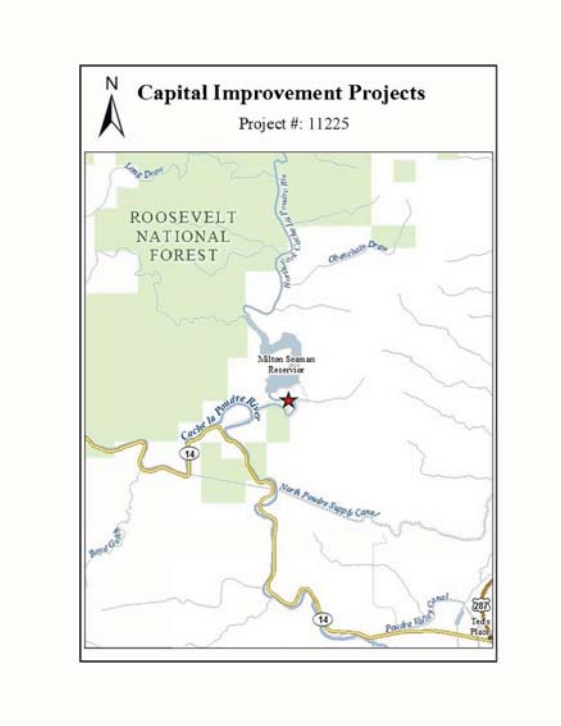 N
Capital Improvement Projects
Project #: 11225
Long Draw
ROOSEVELT
NATIONAL
FOREST
North Fork Cache La Poudre Riv
Obenchain Draw
Milton Seaman
Reservior
Cache la Poudre River
14
North Poudre Supply Canal
Boyd Gulch
Poudre Valley Canal
287
Ted's
Place
14